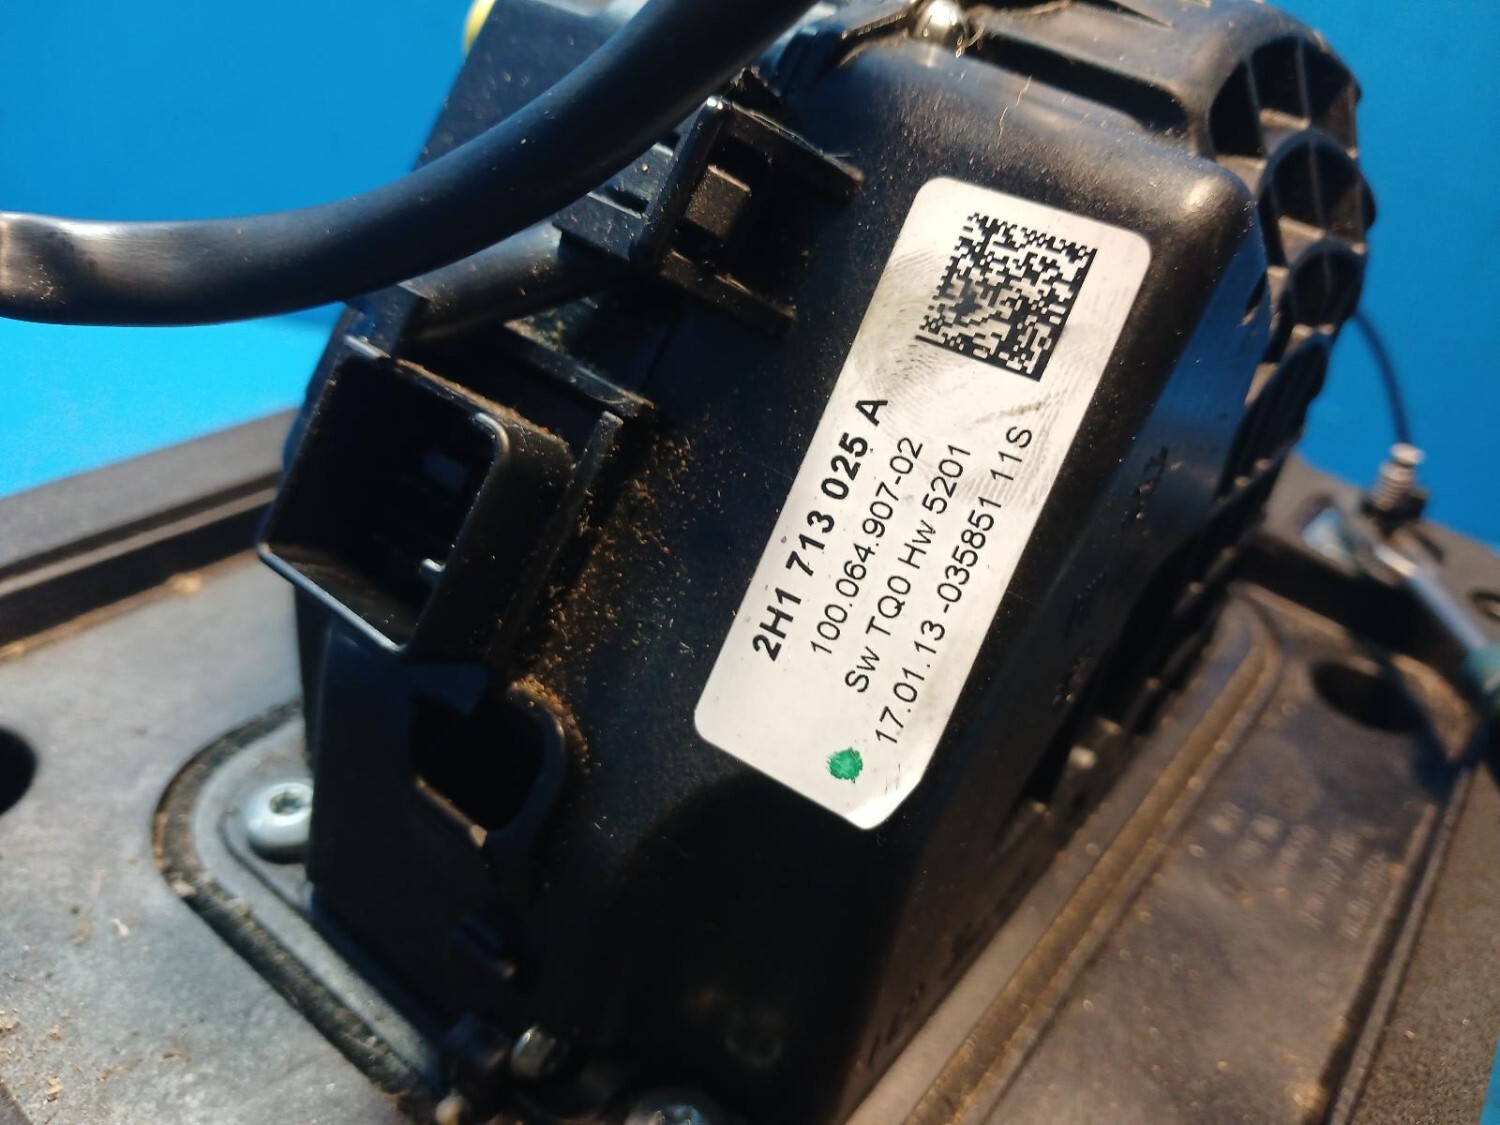 2H1 713 025 A
100.064.907-02
SW TQ0 HW 5201
17.01.13 -035851 11S